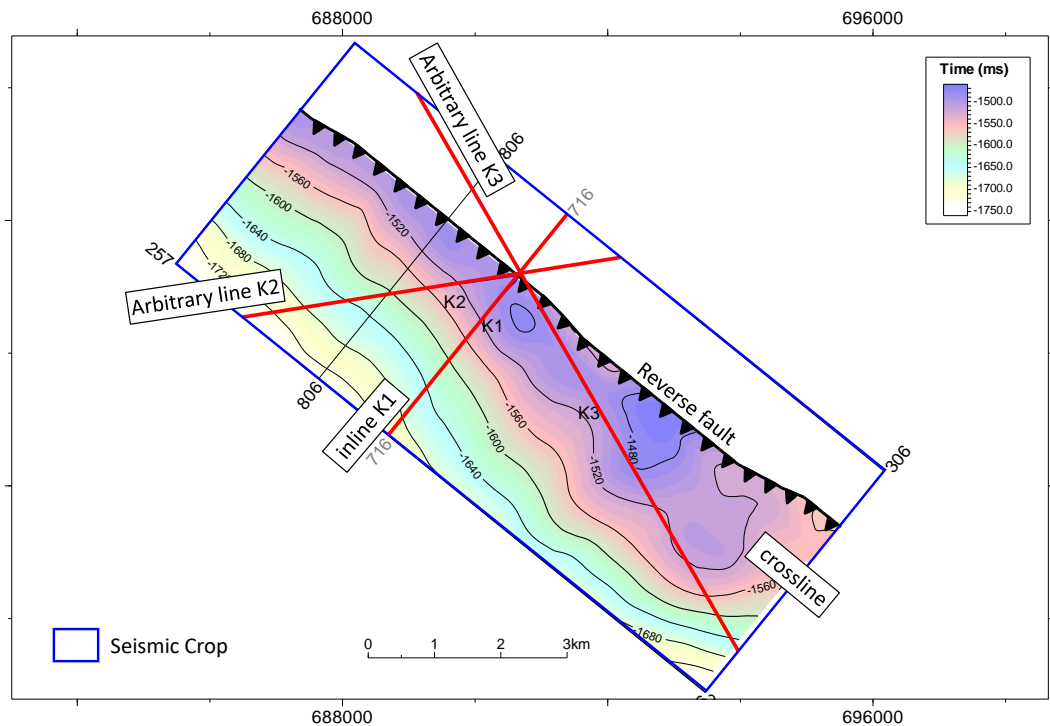 688000
696000
Time (ms)
-1500.0
-1550.0
-1600.0
-1650.0
-1700.0
-1750.0
Arbitrary line K3
806
716
-1560
-1600
-1520
-1640
257
-1680
Arbitrary line K2
K2
K1
806
inline K1
716
Reverse fault
K3
-1560
-1480
-1600
-1520
-1640
306
crossline
-1560
-1680
Seismic Crop
0
1
2
3km
688000
696000